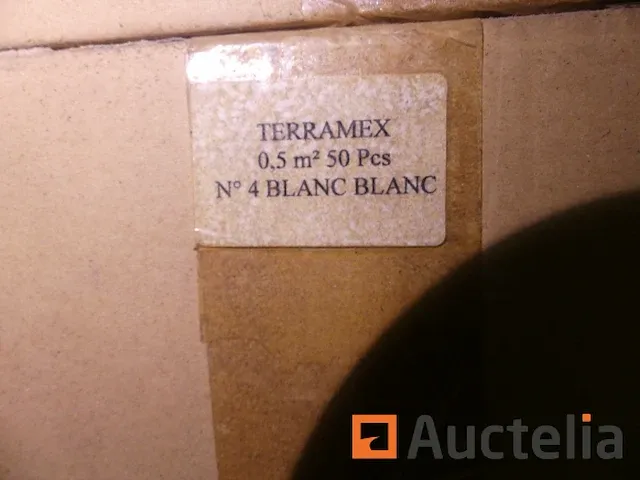 TERRAMEX
0,5 m² 50 Pcs
N° 4 BLANC BLANC
Auctelia